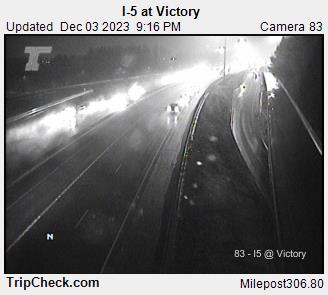 I-5 at Victory
Updated  Dec 03 2023  9:16 PM  Camera 83
T
N
83 - I5 @ Victory
TripCheck.com  Milepost306.80